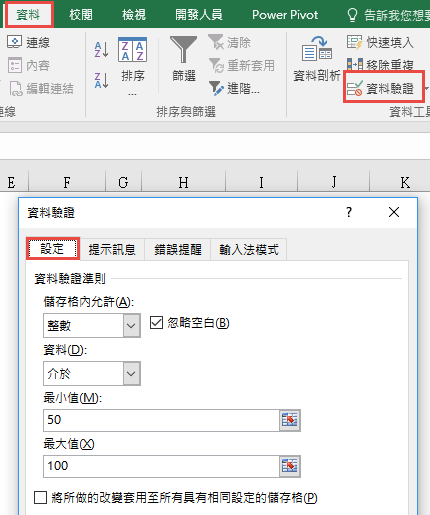 資料 校閱 檢視 開發人員 Power Pivot 告訴我您想要
連線 清除 快速填入
內容 排序... 篩選 重新套用 資料剖析 移除重複
編輯連結 進階... 資料驗證
連線 排序與篩選 資料工具
E F G H I J K
資料驗證 ?
設定 提示訊息 錯誤提醒 輸入法模式
資料驗證準則
儲存格內允許(A):
整數 忽略空白(B)
資料(D):
介於
最小值(M):
50
最大值(X)
100
將所做的改變套用至所有具有相同設定的儲存格(P)